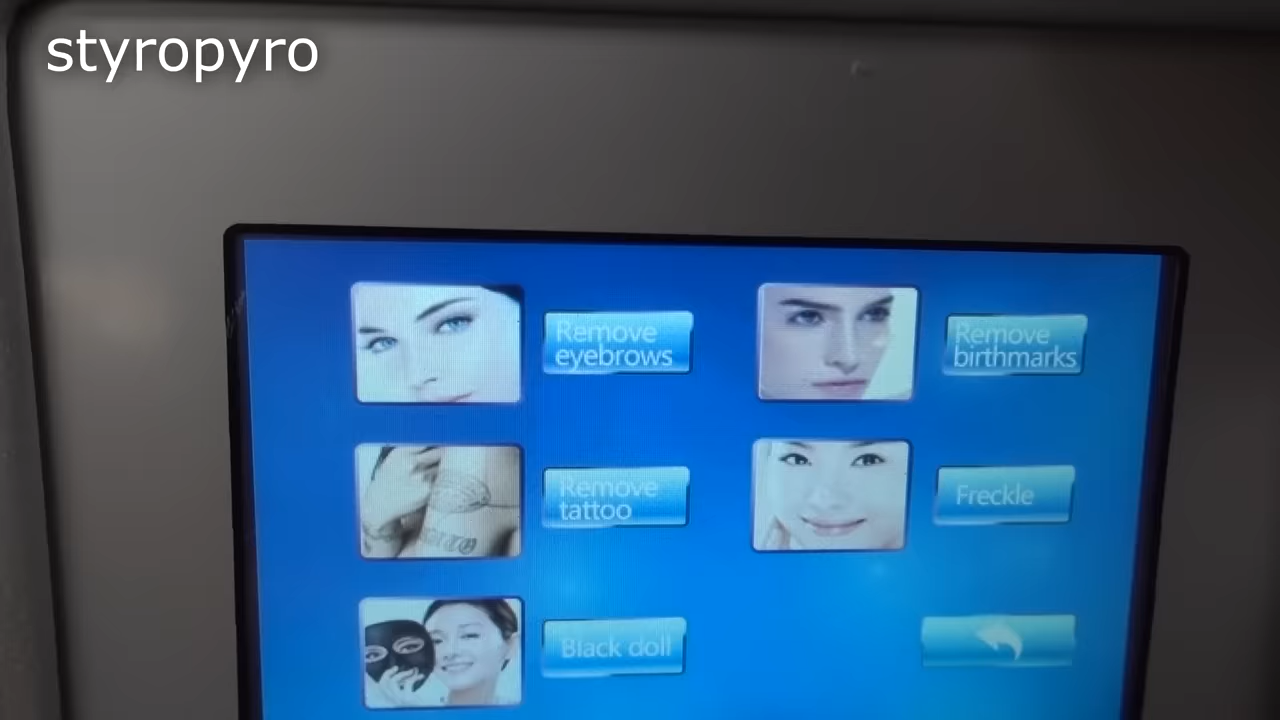 styropyro
Remove
eyebrows
Remove
birthmarks
Remove
tattoo
Freckle
Black doll